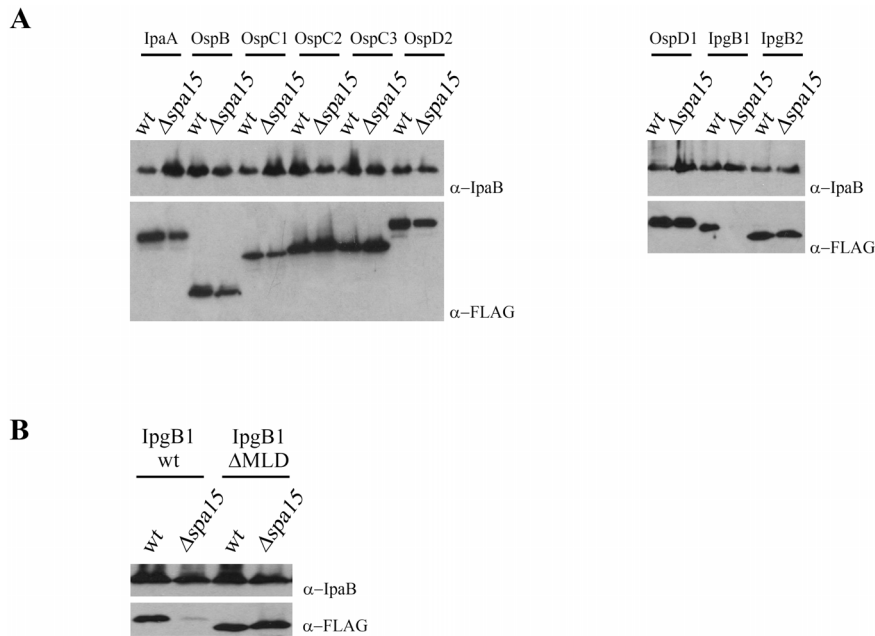 A
IpaA OspB OspC1 OspC2 OspC3 OspD2
wt Δspa15 wt Δspa15 wt Δspa15 wt Δspa15 wt Δspa15 wt Δspa15
α–IpaB
α–FLAG
OspD1 IpgB1 IpgB2
wt Δspa15 wt Δspa15 wt Δspa15
α–IpaB
α–FLAG
B
IpgB1 IpgB1
wt ΔMLD
wt Δspa15 wt Δspa15
α–IpaB
α–FLAG